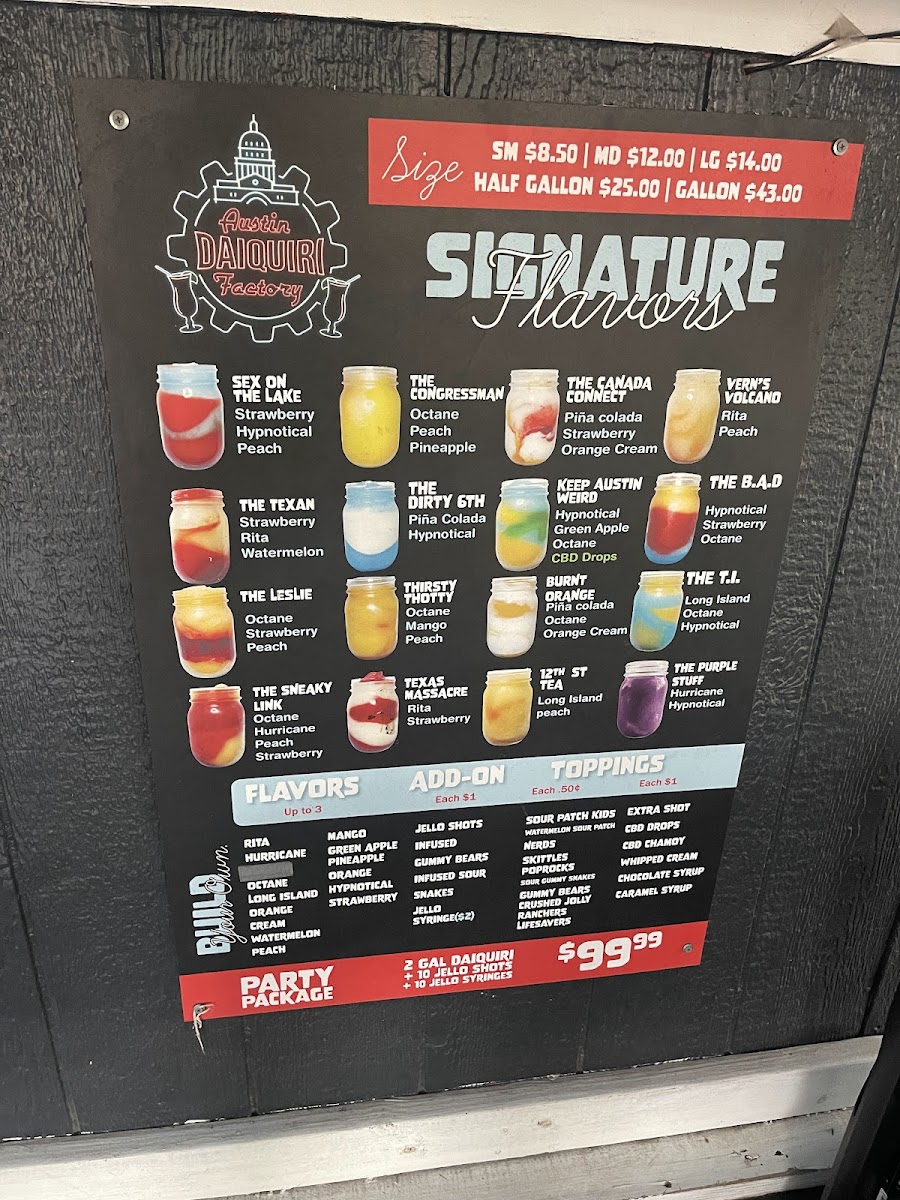 Austin
DAIQUIRI
Factory
Size
SM $8.50 | MD $12.00 | LG $14.00
HALF GALLON $25.00 | GALLON $43.00
SIGNATURE
Flavors
SEX ON
THE LAKE
Strawberry
Hypnotical
Peach
THE
CONGRESSMAN
Octane
Peach
Pineapple
THE CANADA
CONNECT
Piña colada
Strawberry
Orange Cream
VERN'S
VOLCANO
Rita
Peach
THE TEXAN
Strawberry
Rita
Watermelon
THE
DIRTY 6TH
Piña Colada
Hypnotical
KEEP AUSTIN
WEIRD
Hypnotical
Green Apple
Octane
CBD Drops
THE B.A.D
Hypnotical
Strawberry
Octane
THE LESLIE
Octane
Strawberry
Peach
THIRSTY
THOTTY
Octane
Mango
Peach
BURNT
ORANGE
Piña colada
Octane
Orange Cream
THE T.I.
Long Island
Octane
Hypnotical
THE SNEAKY
LINK
Octane
Hurricane
Peach
Strawberry
TEXAS
MASSACRE
Rita
Strawberry
12TH ST
TEA
Long Island
peach
THE PURPLE
STUFF
Hurricane
Hypnotical
BUILD
Your Own.
FLAVORS
Up to 3
RITA
HURRICANE
OCTANE
LONG ISLAND
ORANGE
CREAM
WATERMELON
PEACH
MANGO
GREEN APPLE
PINEAPPLE
ORANGE
HYPNOTICAL
STRAWBERRY
ADD-ON
Each $1
JELLO SHOTS
INFUSED
GUMMY BEARS
INFUSED SOUR
SNAKES
JELLO
SYRINGE($2)
TOPPINGS
Each .50¢
SOUR PATCH KIDS
WATERMELON SOUR PATCH
NERDS
SKITTLES
POPROCKS
SOUR GUMMY SNAKES
GUMMY BEARS
CRUSHED JOLLY
RANCHERS
LIFESAVERS
Each $1
EXTRA SHOT
CBD DROPS
CBD CHAMOY
WHIPPED CREAM
CHOCOLATE SYRUP
CARAMEL SYRUP
PARTY
PACKAGE
2 GAL DAIQUIRI
+ 10 JELLO SHOTS
+ 10 JELLO SYRINGES
$99.99